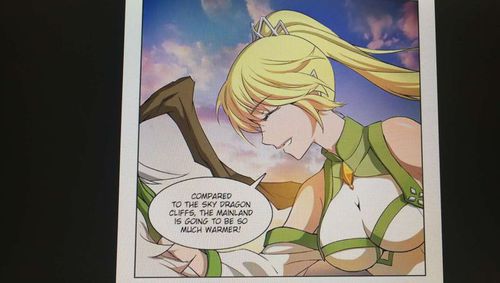 COMPARED
TO THE SKY DRAGON
CLIFFS, THE MAINLAND
IS GOING TO BE SO
MUCH WARMER!